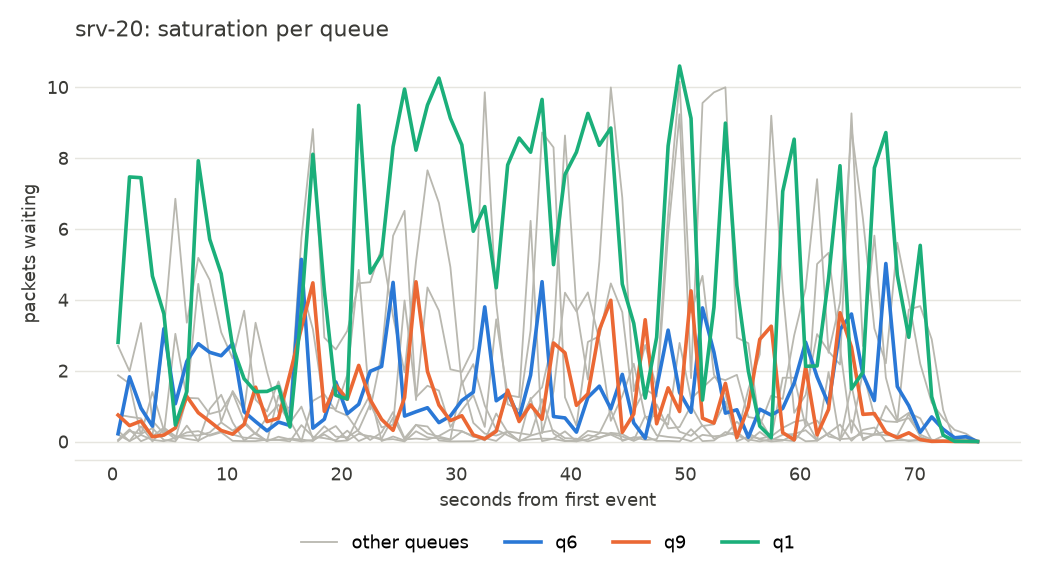 srv-20: saturation per queue
packets waiting
10
8
6
4
2
0
0 10 20 30 40 50 60 70
seconds from first event
other queues q6 q9 q1